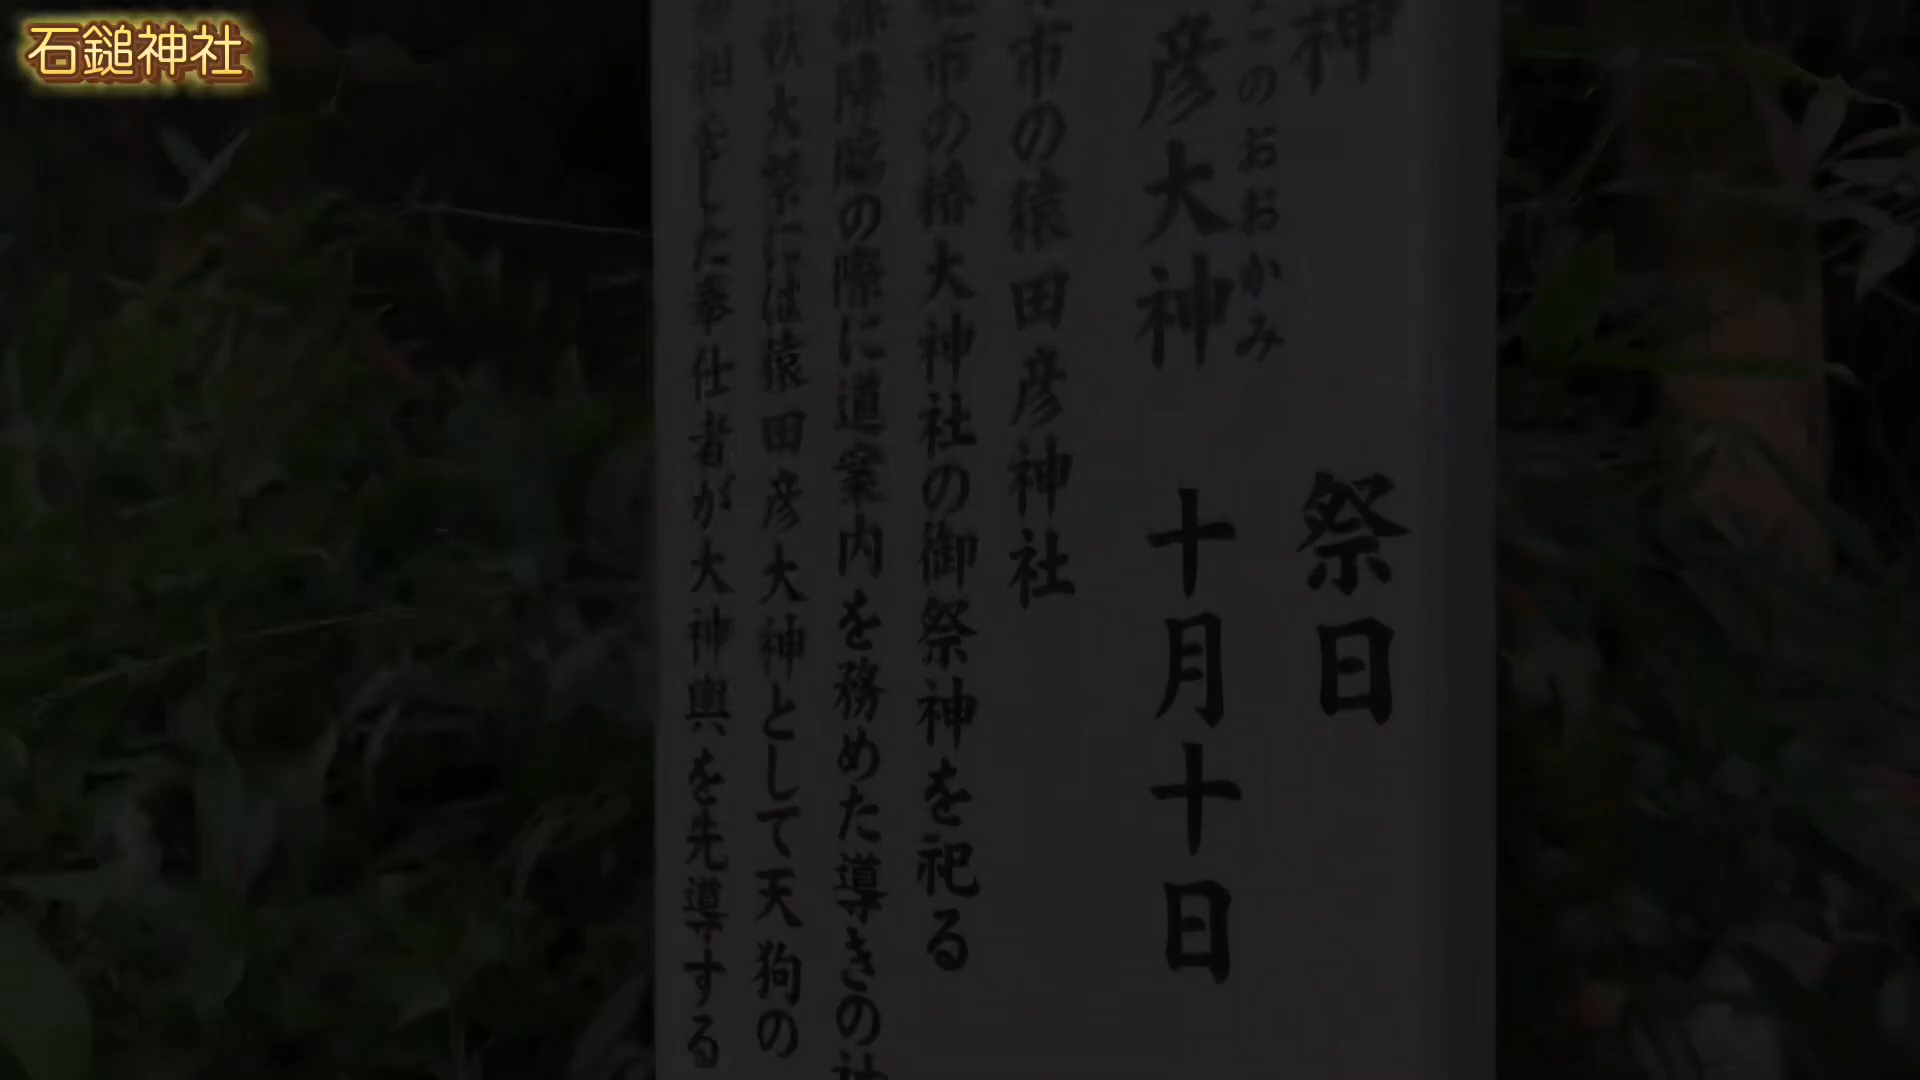 石鎚神社
神 祭日
彦大神 十月十日
このおおかみ
市の猿田彦神社
市の椿大神社の御祭神を祀る
降臨の際に道案内を務めた導きの社
秋大祭には猿田彦大神として天狗の
をした奉仕者が大神輿を先導する